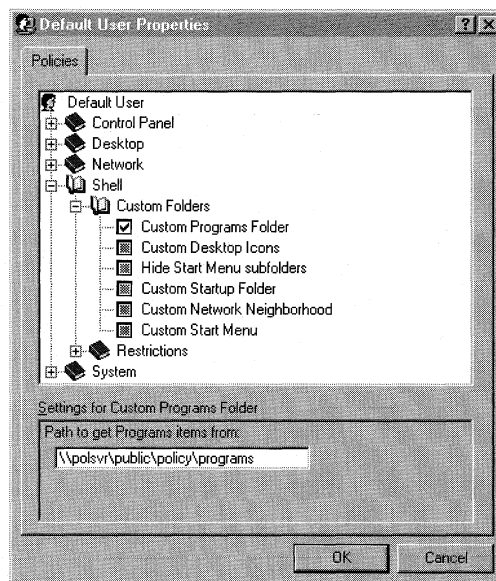 Default User Properties
Policies
Default User
Control Panel
Desktop
Network
Shell
Custom Folders
Custom Programs Folder
Custom Desktop Icons
Hide Start Menu subfolders
Custom Startup Folder
Custom Network Neighborhood
Custom Start Menu
Restrictions
System
Settings for Custom Programs Folder
Path to get Programs items from:
\\polsvr\public\policy\programs
OK
Cancel